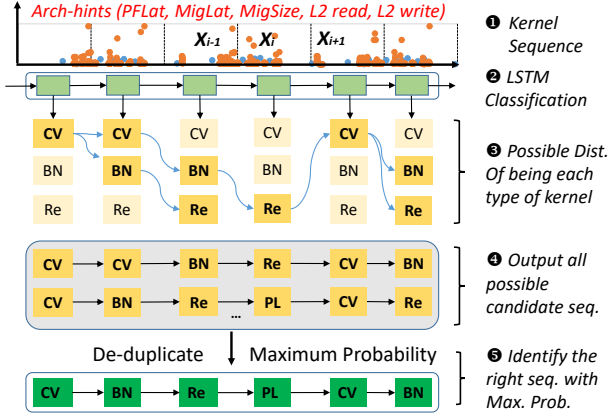 Arch-hints (PFLat, MigLat, MigSize, L2 read, L2 write)
X_{i-1} X_i X_{i+1}
❶ Kernel
Sequence
❷ LSTM
Classification
CV CV CV CV CV CV
BN BN BN BN BN BN
Re Re Re Re Re Re
❸ Possible Dist.
Of being each
type of kernel
CV CV BN Re CV BN
CV BN Re PL CV Re
...
❹ Output all
possible
candidate seq.
De-duplicate Maximum Probability
CV BN Re PL CV BN
❺ Identify the
right seq. with
Max. Prob.